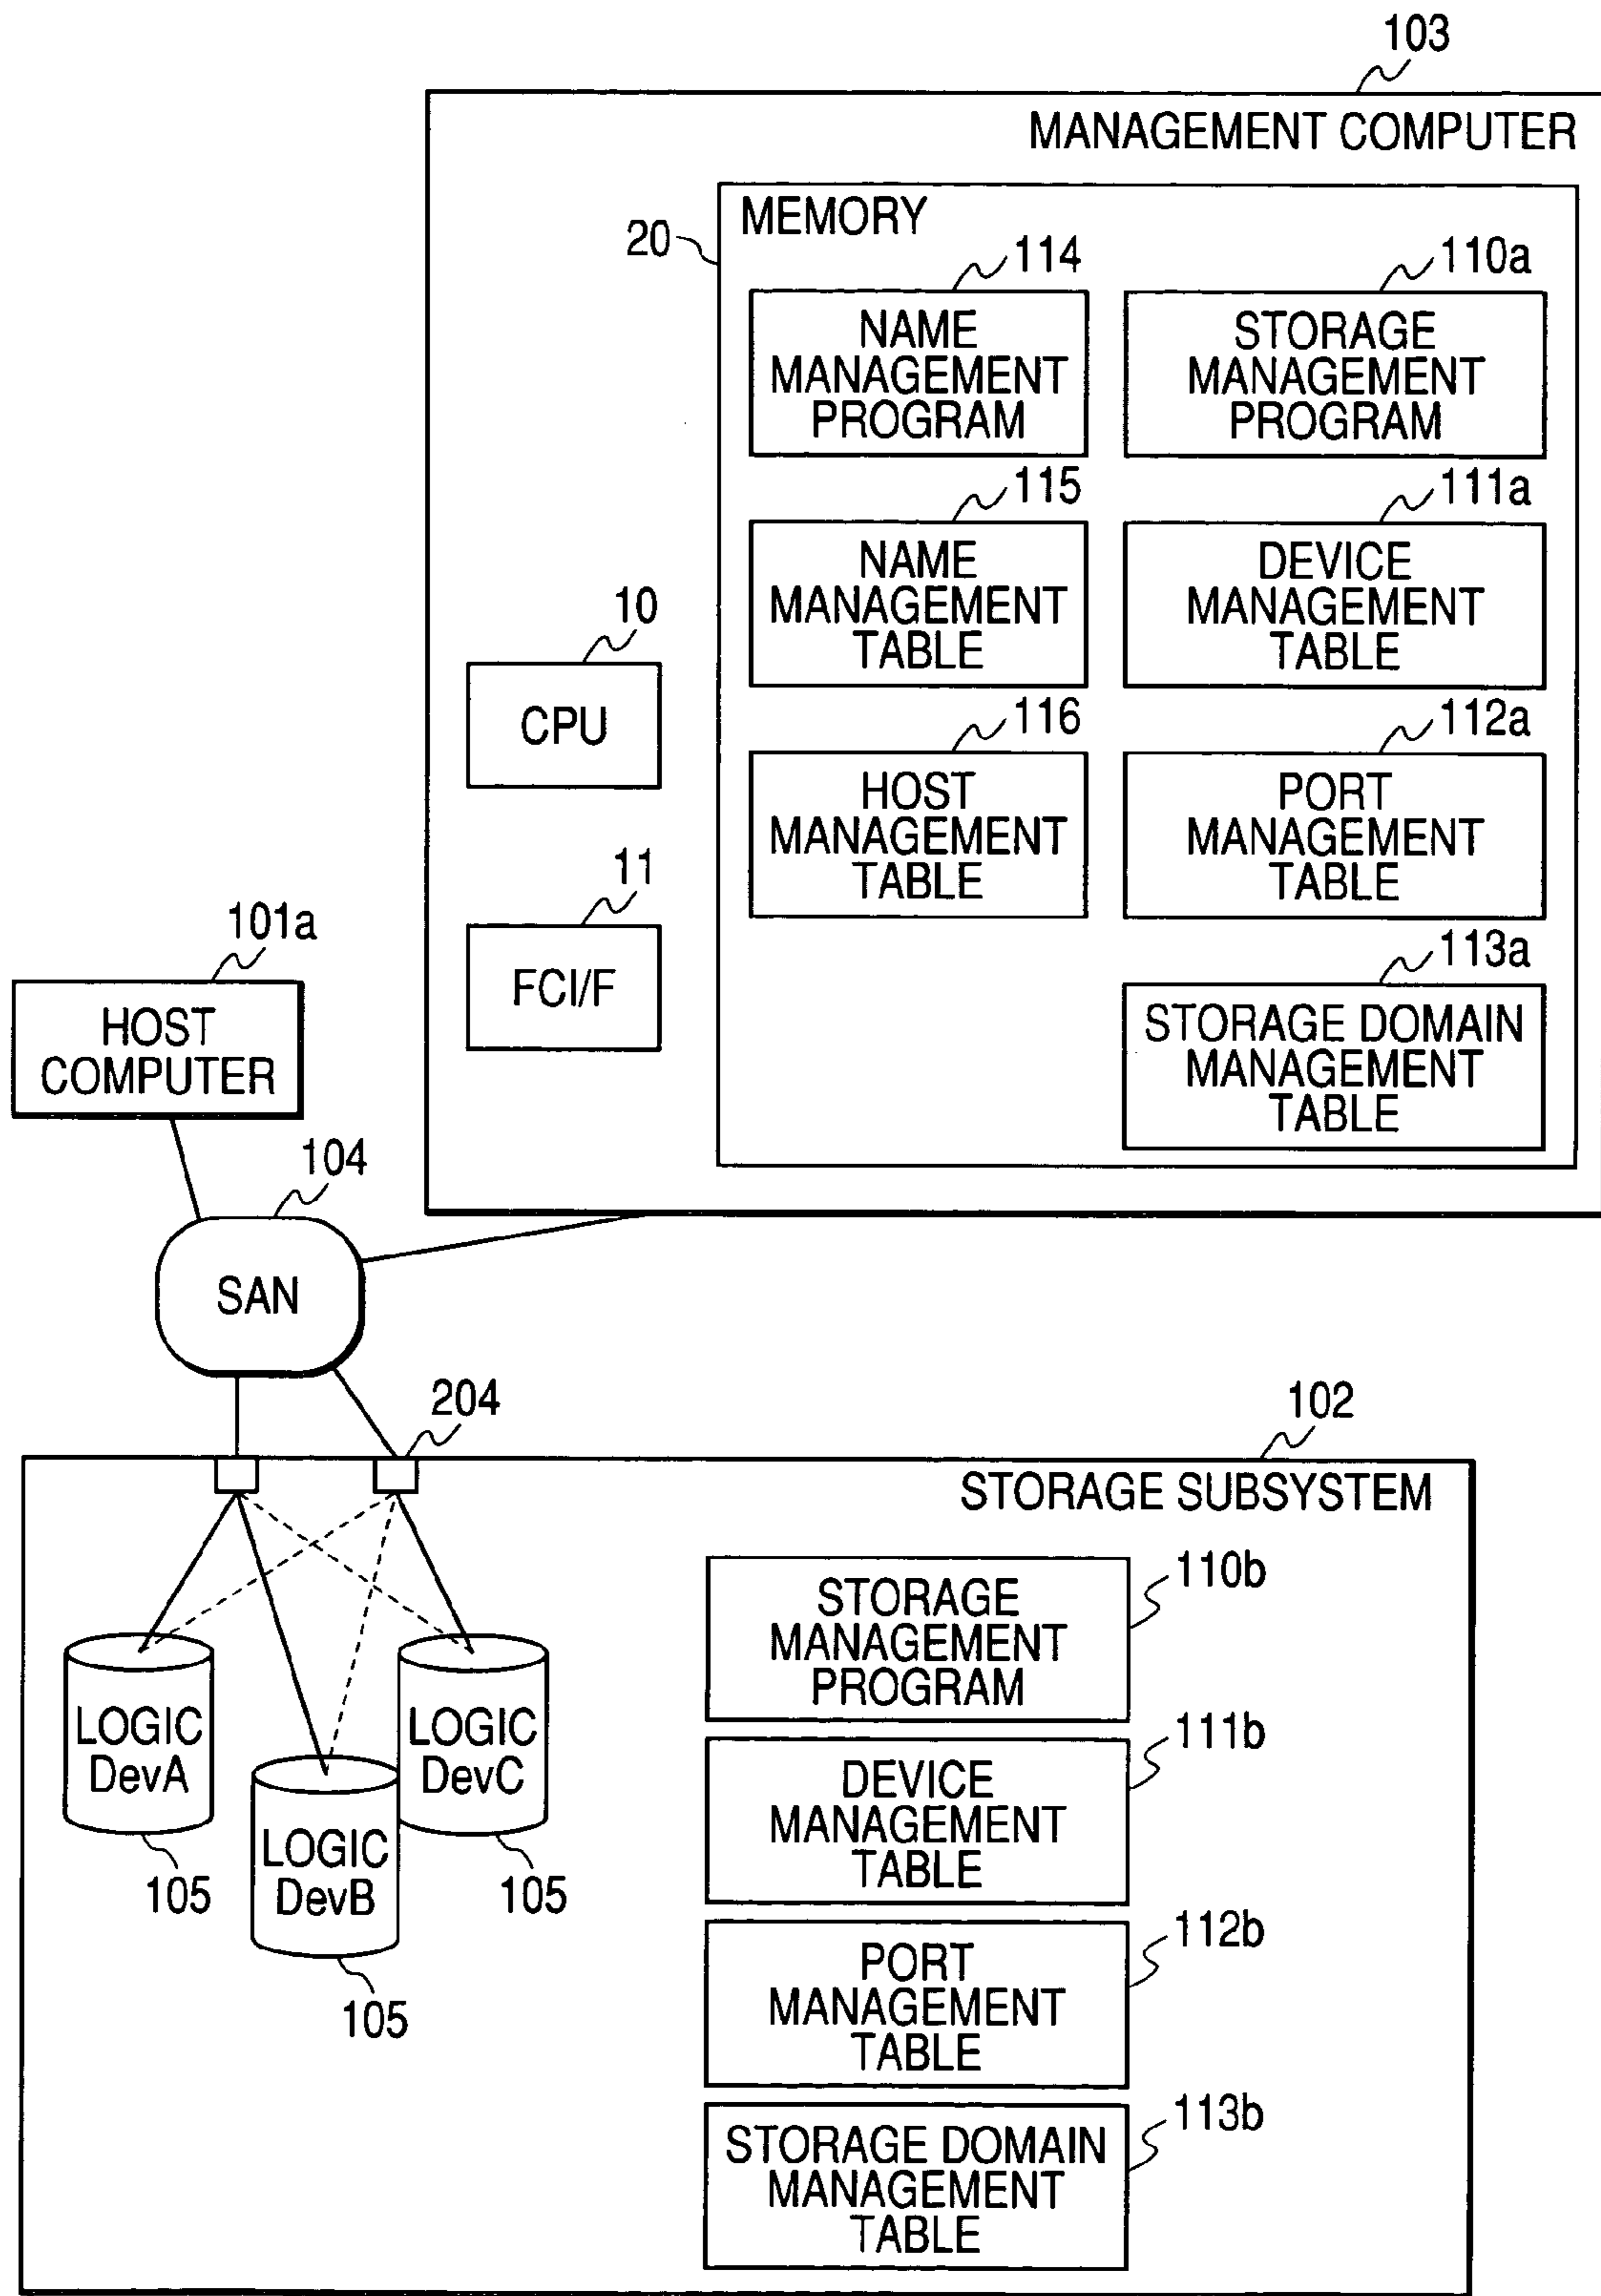 103
MANAGEMENT COMPUTER
20
MEMORY
114
NAME
MANAGEMENT
PROGRAM
110a
STORAGE
MANAGEMENT
PROGRAM
115
NAME
MANAGEMENT
TABLE
111a
DEVICE
MANAGEMENT
TABLE
10
CPU
116
HOST
MANAGEMENT
TABLE
112a
PORT
MANAGEMENT
TABLE
11
FCI/F
113a
STORAGE DOMAIN
MANAGEMENT
TABLE
101a
HOST
COMPUTER
104
SAN
204
102
STORAGE SUBSYSTEM
LOGIC
DevA
105
LOGIC
DevB
105
LOGIC
DevC
105
110b
STORAGE
MANAGEMENT
PROGRAM
111b
DEVICE
MANAGEMENT
TABLE
112b
PORT
MANAGEMENT
TABLE
113b
STORAGE DOMAIN
MANAGEMENT
TABLE